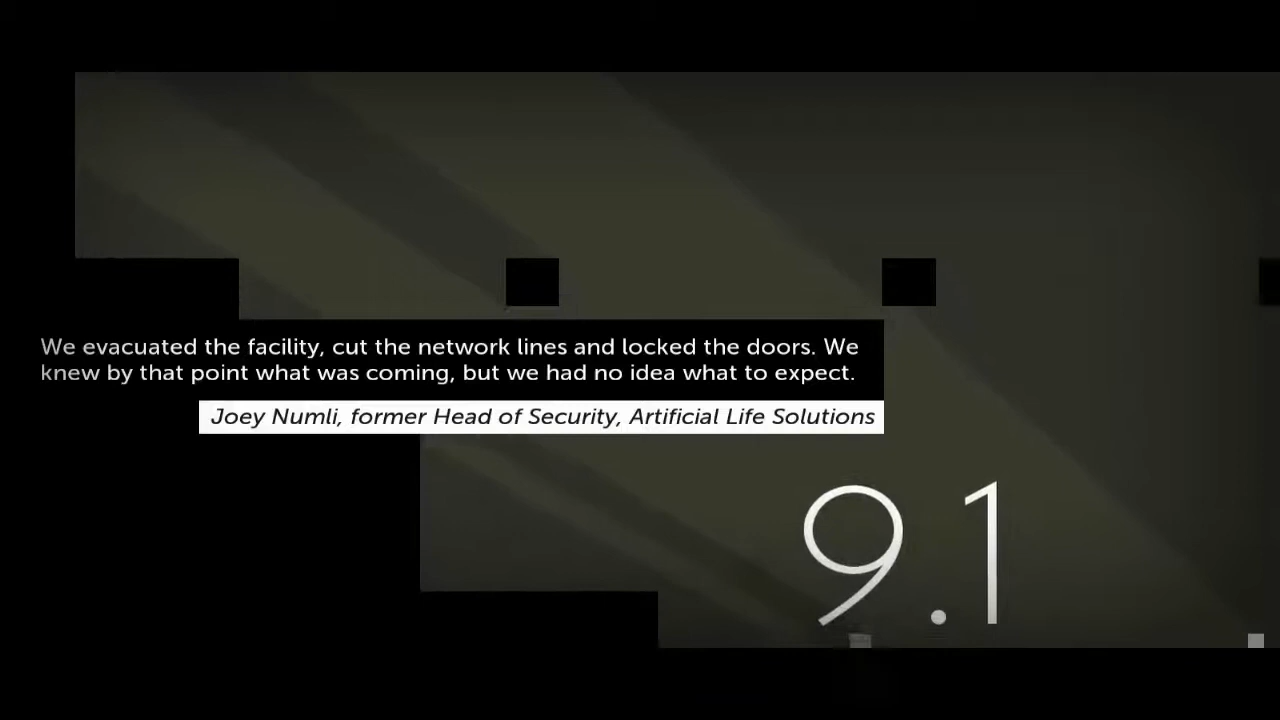 We evacuated the facility, cut the network lines and locked the doors. We
knew by that point what was coming, but we had no idea what to expect.
Joey Numli, former Head of Security, Artificial Life Solutions
9.1